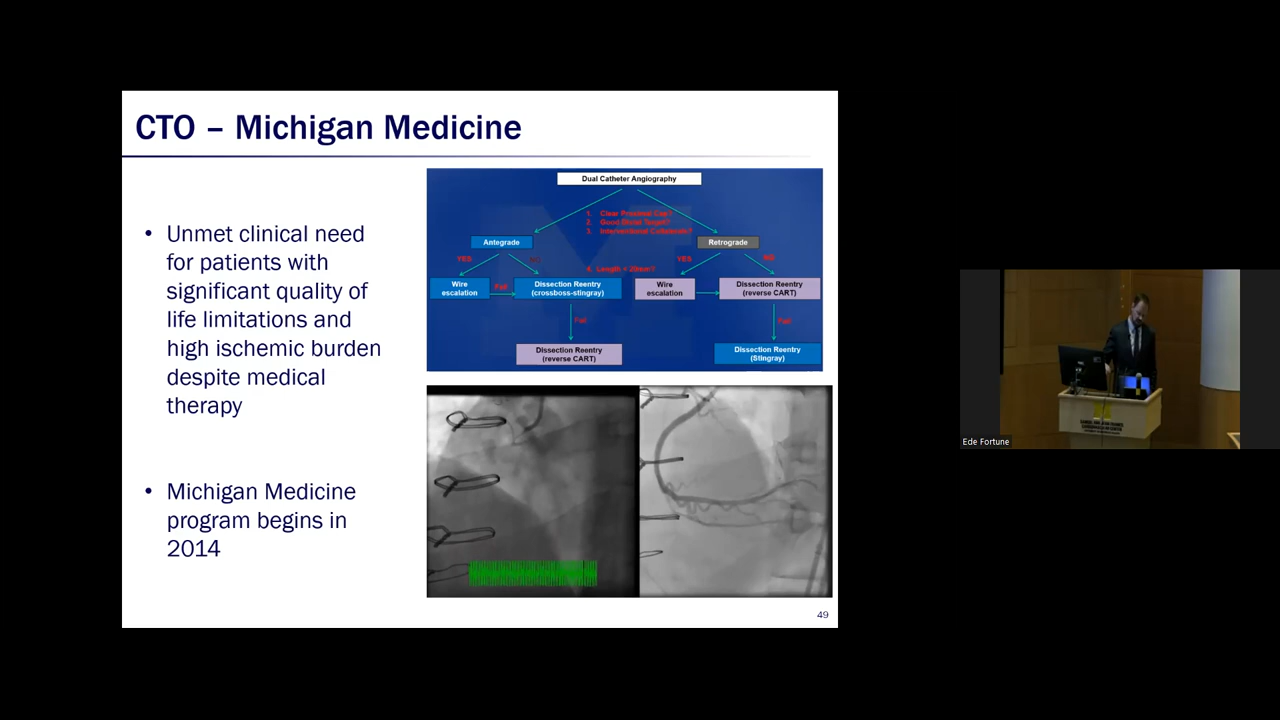 CTO – Michigan Medicine
• Unmet clinical need
for patients with
significant quality of
life limitations and
high ischemic burden
despite medical
therapy
• Michigan Medicine
program begins in
2014
Dual Catheter Angiography
1. Clear Proximal Cap?
2. Good Distal Target?
3. Interventional Collaterals?
Antegrade
Retrograde
YES
NO
4. Length < 20mm?
YES
NO
Wire
escalation
Fail
Dissection Reentry
(crossboss-stingray)
Wire
escalation
Dissection Reentry
(reverse CART)
Fail
Fail
Dissection Reentry
(reverse CART)
Dissection Reentry
(Stingray)
49
Ede Fortune